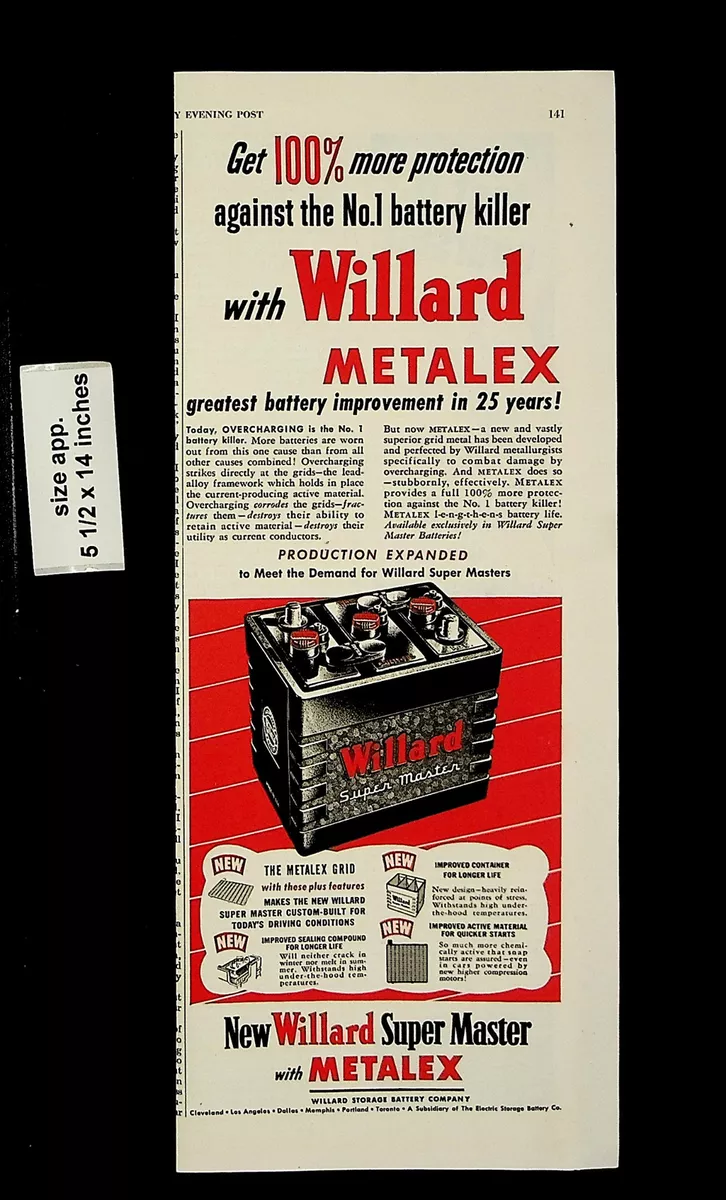 Y EVENING POST
141
Get 100% more protection
against the No.1 battery killer
with Willard
METALEX
greatest battery improvement in 25 years!
Today, OVERCHARGING is the No. 1
battery killer. More batteries are worn
out from this one cause than from all
other causes combined! Overcharging
strikes directly at the grids—the lead-
alloy framework which holds in place
the current-producing active material.
Overcharging corrodes the grids—frac-
tures them—destroys their ability to
retain active material—destroys their
utility as current conductors.
But now METALEX—a new and vastly
superior grid metal has been developed
and perfected by Willard metallurgists
specifically to combat damage by
overcharging. And METALEX does so
—stubbornly, effectively. METALEX
provides a full 100% more protec-
tion against the No. 1 battery killer!
METALEX l-e-n-g-t-h-e-n-s battery life.
Available exclusively in Willard Super
Master Batteries!
PRODUCTION EXPANDED
to Meet the Demand for Willard Super Masters
Willard
Super Master
NEW
THE METALEX GRID
with these plus features
MAKES THE NEW WILLARD
SUPER MASTER CUSTOM-BUILT FOR
TODAY'S DRIVING CONDITIONS
NEW
IMPROVED SEALING COMPOUND
FOR LONGER LIFE
Will neither crack in
winter nor melt in sum-
mer. Withstands high
under-the-hood tem-
peratures.
NEW
IMPROVED CONTAINER
FOR LONGER LIFE
New design—heavily rein-
forced at points of stress.
Withstands high under-
the-hood temperatures.
Willard
NEW
IMPROVED ACTIVE MATERIAL
FOR QUICKER STARTS
So much more chemi-
cally active that snap
starts are assured—even
in cars powered by
new higher compression
motors!
New Willard Super Master
with METALEX
WILLARD STORAGE BATTERY COMPANY
Cleveland • Los Angeles • Dallas • Memphis • Portland • Toronto • A Subsidiary of The Electric Storage Battery Co.
size app.
5 1/2 x 14 inches